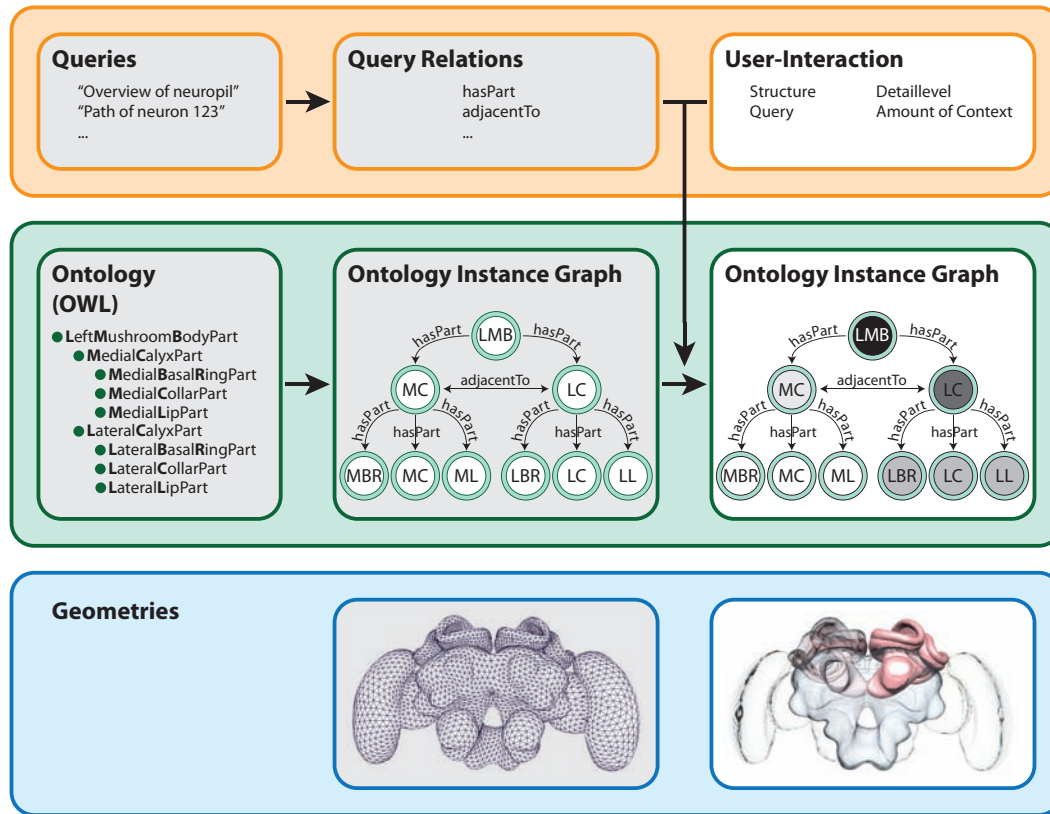 Queries
“Overview of neuropil”
“Path of neuron 123”
...
Query Relations
hasPart
adjacentTo
...
User-Interaction
Structure Detaillevel
Query Amount of Context
Ontology
(OWL)
LeftMushroomBodyPart
MedialCalyxPart
MedialBasalRingPart
MedialCollarPart
MedialLipPart
LateralCalyxPart
LateralBasalRingPart
LateralCollarPart
LateralLipPart
Ontology Instance Graph
LMB
hasPart hasPart
MC adjacentTo LC
hasPart hasPart hasPart hasPart hasPart hasPart
MBR MC ML LBR LC LL
Ontology Instance Graph
LMB
hasPart hasPart
MC adjacentTo LC
hasPart hasPart hasPart hasPart hasPart hasPart
MBR MC ML LBR LC LL
Geometries